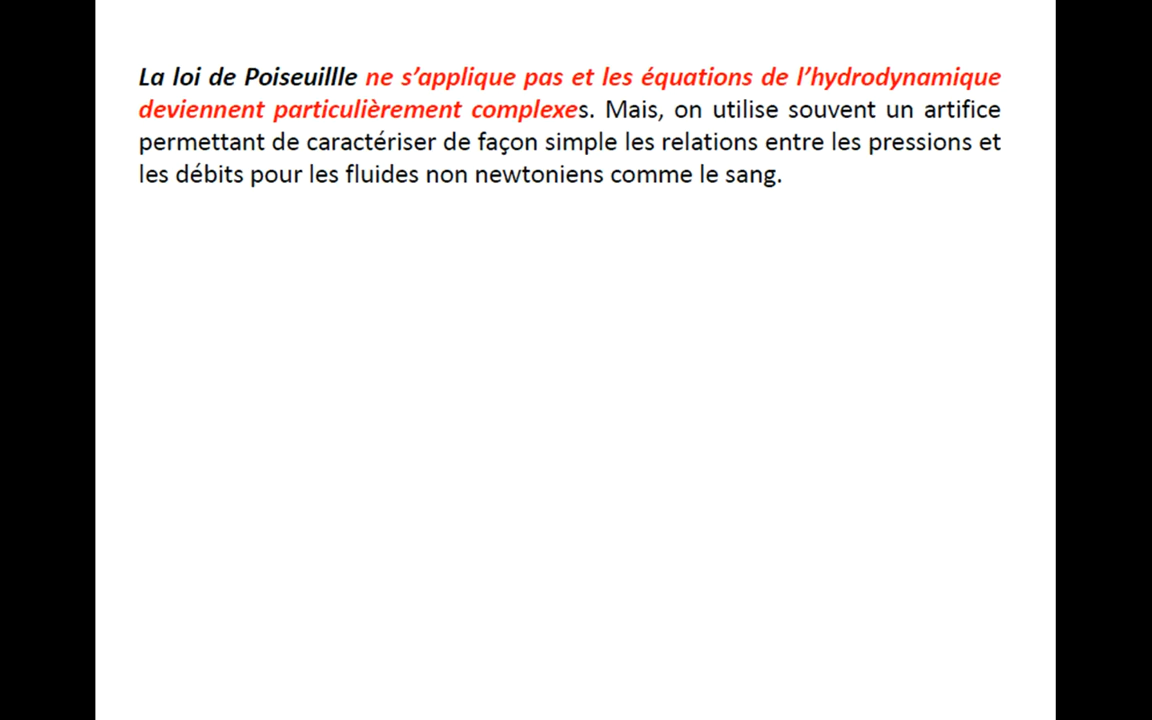 La loi de Poiseuillle ne s’applique pas et les équations de l’hydrodynamique
deviennent particulièrement complexes. Mais, on utilise souvent un artifice
permettant de caractériser de façon simple les relations entre les pressions et
les débits pour les fluides non newtoniens comme le sang.